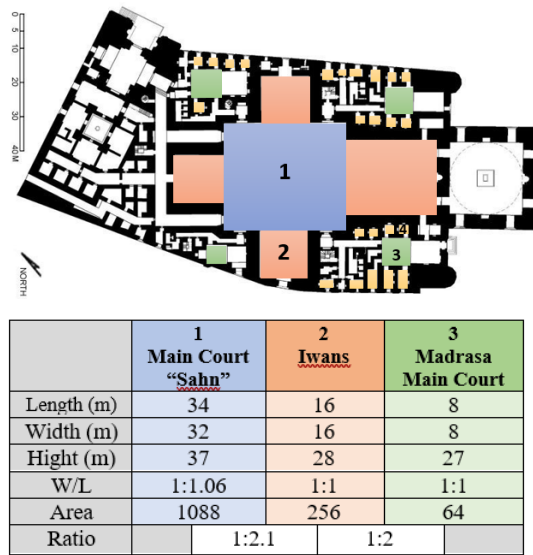 0
5
10
20
30
40M
NORTH
1
2
3
4
1
Main Court
“Sahn”
2
Iwans
3
Madrasa
Main Court
Length (m) 34 16 8
Width (m) 32 16 8
Hight (m) 37 28 27
W/L 1:1.06 1:1 1:1
Area 1088 256 64
Ratio 1:2.1 1:2